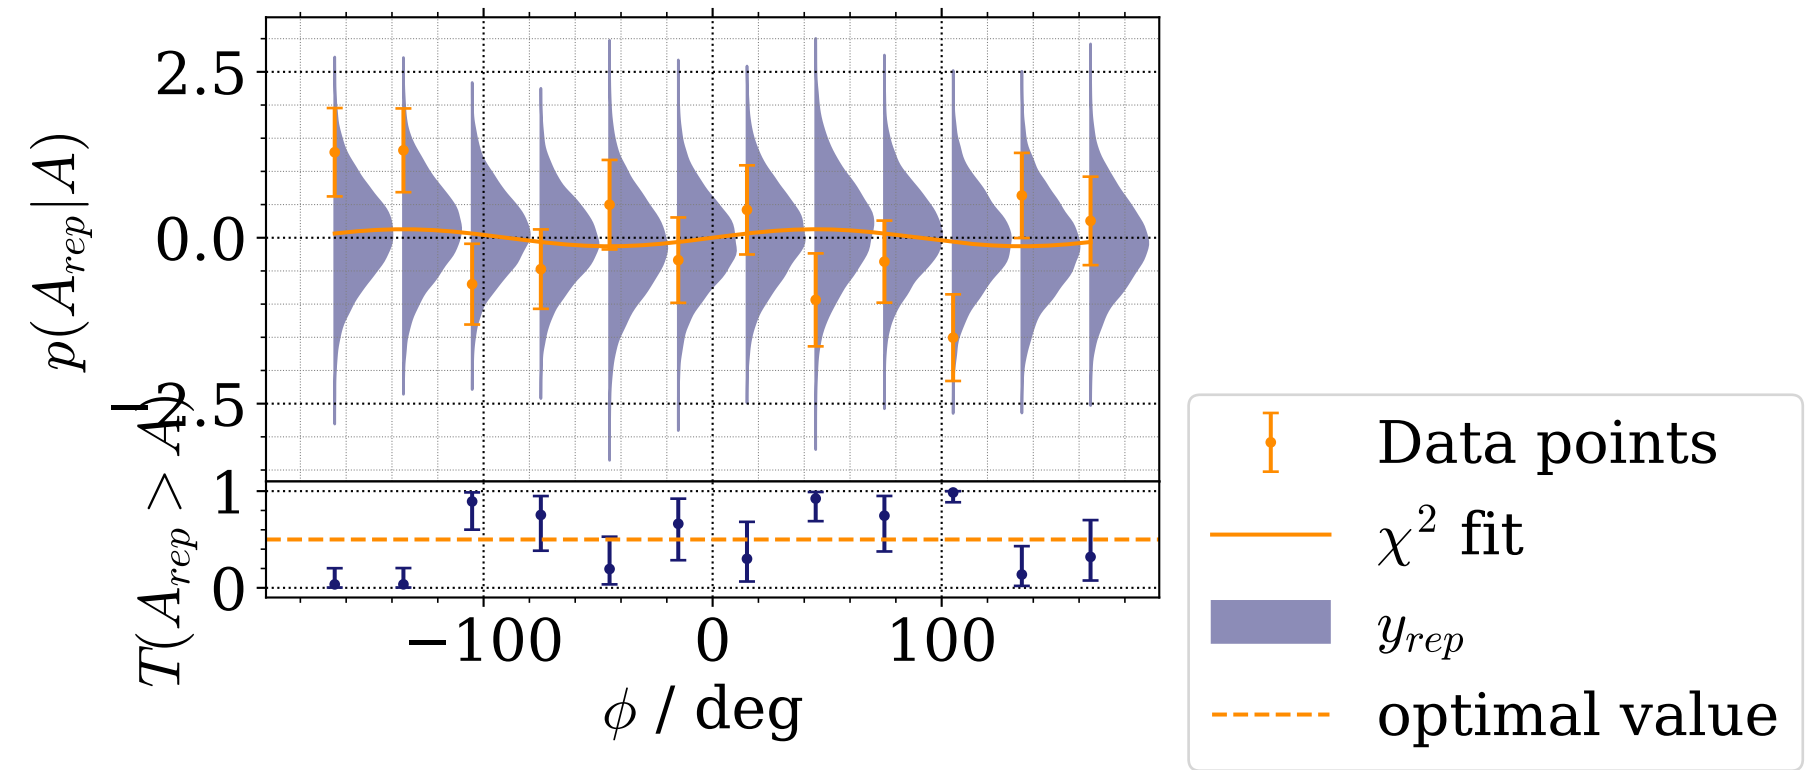 p(A_rep|A)
2.5
0.0
−2.5
T(A_rep > A)
1
0
−100 0 100
ϕ / deg
Data points
χ² fit
y_rep
optimal value